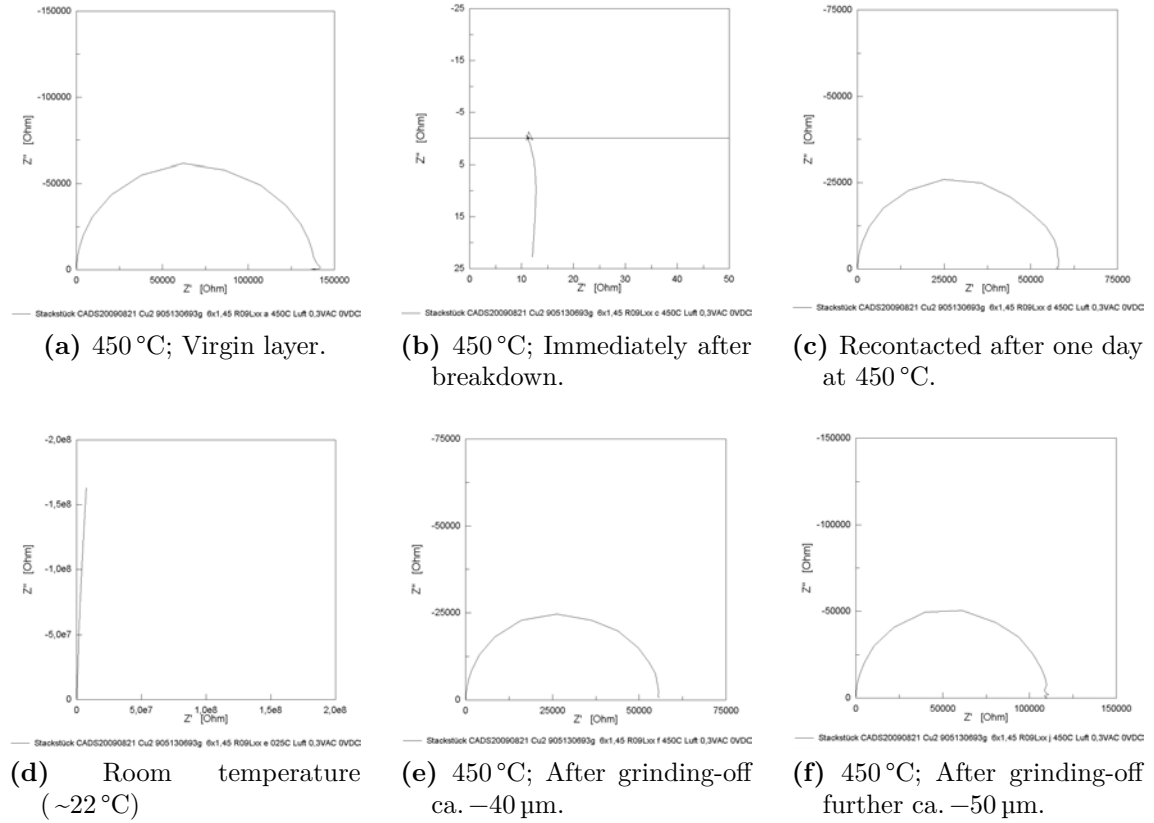 -150000
-100000
-50000
0
Z'' [Ohm]
0 50000 100000 150000
Z' [Ohm]
Stackstück CADS20090821 Cu2 905130693g 6x1,45 R09Lxx a 450C Luft 0,3VAC 0VDC
(a) 450 °C; Virgin layer.
-25
-15
-5
5
15
25
Z'' [Ohm]
0 10 20 30 40 50
Z' [Ohm]
Stackstück CADS20090821 Cu2 905130693g 6x1,45 R09Lxx c 450C Luft 0,3VAC 0VDC
(b) 450 °C; Immediately after
breakdown.
-75000
-50000
-25000
0
Z'' [Ohm]
0 25000 50000 75000
Z' [Ohm]
Stackstück CADS20090821 Cu2 905130693g 6x1,45 R09Lxx d 450C Luft 0,3VAC 0VDC
(c) Recontacted after one day
at 450 °C.
-2,0e8
-1,5e8
-1,0e8
-5,0e7
0
Z'' [Ohm]
0 5,0e7 1,0e8 1,5e8 2,0e8
Z' [Ohm]
Stackstück CADS20090821 Cu2 905130693g 6x1,45 R09Lxx e 025C Luft 0,3VAC 0VDC
(d) Room temperature
(~22 °C)
-75000
-50000
-25000
0
Z'' [Ohm]
0 25000 50000 75000
Z' [Ohm]
Stackstück CADS20090821 Cu2 905130693g 6x1,45 R09Lxx f 450C Luft 0,3VAC 0VDC
(e) 450 °C; After grinding-off
ca. −40 µm.
-150000
-100000
-50000
0
Z'' [Ohm]
0 50000 100000 150000
Z' [Ohm]
Stackstück CADS20090821 Cu2 905130693g 6x1,45 R09Lxx j 450C Luft 0,3VAC 0VDC
(f) 450 °C; After grinding-off
further ca. −50 µm.